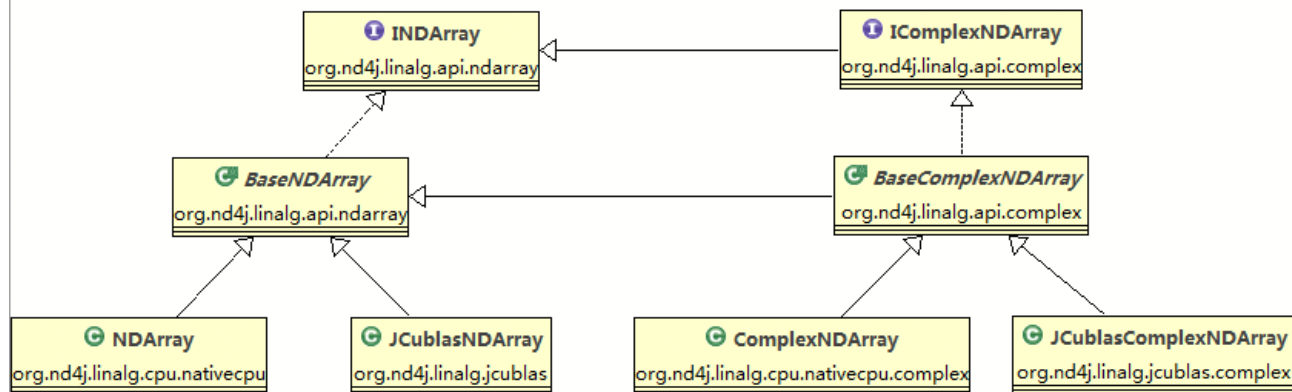 INDArray
org.nd4j.linalg.api.ndarray
IComplexNDArray
org.nd4j.linalg.api.complex
BaseNDArray
org.nd4j.linalg.api.ndarray
BaseComplexNDArray
org.nd4j.linalg.api.complex
NDArray
org.nd4j.linalg.cpu.nativecpu
JCublasNDArray
org.nd4j.linalg.jcublas
ComplexNDArray
org.nd4j.linalg.cpu.nativecpu.complex
JCublasComplexNDArray
org.nd4j.linalg.jcublas.complex